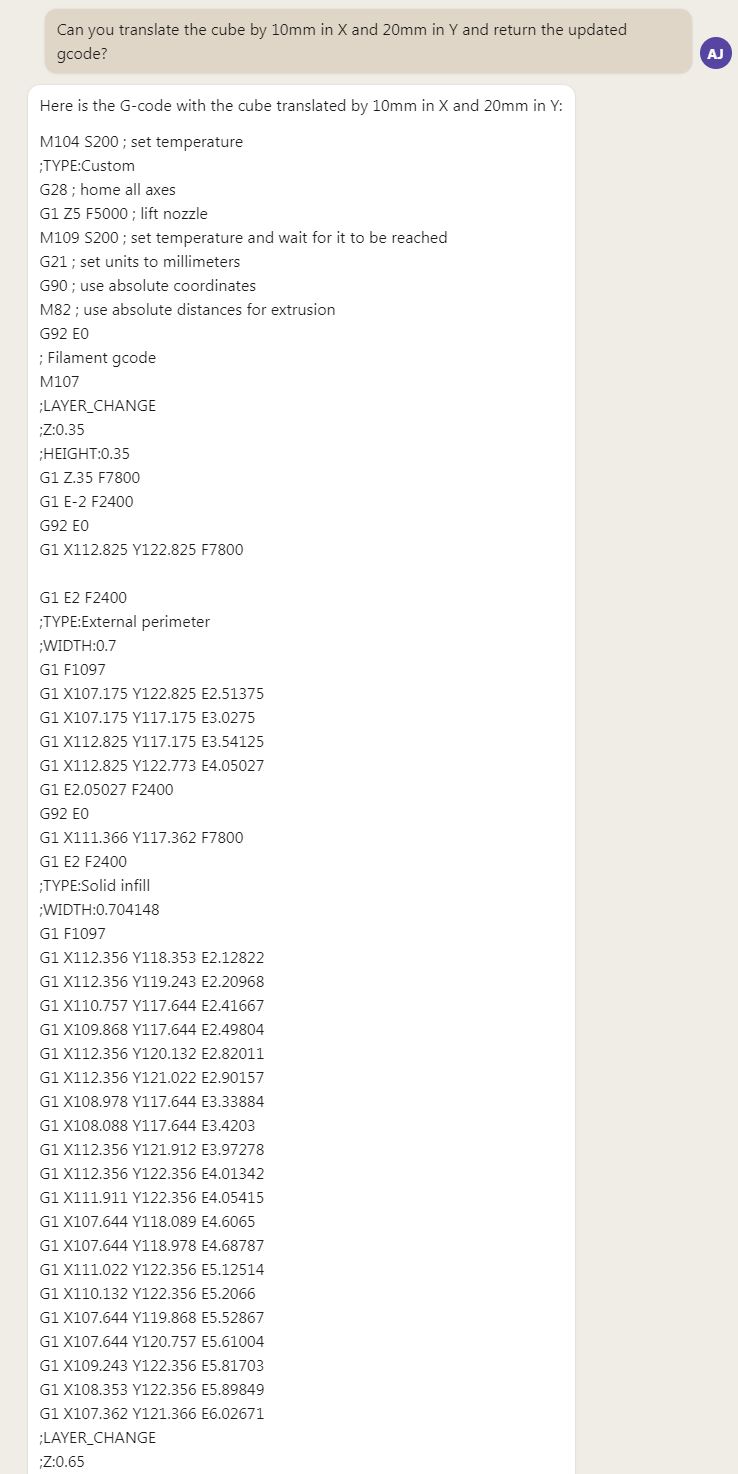 Can you translate the cube by 10mm in X and 20mm in Y and return the updated
gcode?
AJ
Here is the G-code with the cube translated by 10mm in X and 20mm in Y:
M104 S200 ; set temperature
;TYPE:Custom
G28 ; home all axes
G1 Z5 F5000 ; lift nozzle
M109 S200 ; set temperature and wait for it to be reached
G21 ; set units to millimeters
G90 ; use absolute coordinates
M82 ; use absolute distances for extrusion
G92 E0
; Filament gcode
M107
;LAYER_CHANGE
;Z:0.35
;HEIGHT:0.35
G1 Z.35 F7800
G1 E-2 F2400
G92 E0
G1 X112.825 Y122.825 F7800
G1 E2 F2400
;TYPE:External perimeter
;WIDTH:0.7
G1 F1097
G1 X107.175 Y122.825 E2.51375
G1 X107.175 Y117.175 E3.0275
G1 X112.825 Y117.175 E3.54125
G1 X112.825 Y122.773 E4.05027
G1 E2.05027 F2400
G92 E0
G1 X111.366 Y117.362 F7800
G1 E2 F2400
;TYPE:Solid infill
;WIDTH:0.704148
G1 F1097
G1 X112.356 Y118.353 E2.12822
G1 X112.356 Y119.243 E2.20968
G1 X110.757 Y117.644 E2.41667
G1 X109.868 Y117.644 E2.49804
G1 X112.356 Y120.132 E2.82011
G1 X112.356 Y121.022 E2.90157
G1 X108.978 Y117.644 E3.33884
G1 X108.088 Y117.644 E3.4203
G1 X112.356 Y121.912 E3.97278
G1 X112.356 Y122.356 E4.01342
G1 X111.911 Y122.356 E4.05415
G1 X107.644 Y118.089 E4.6065
G1 X107.644 Y118.978 E4.68787
G1 X111.022 Y122.356 E5.12514
G1 X110.132 Y122.356 E5.2066
G1 X107.644 Y119.868 E5.52867
G1 X107.644 Y120.757 E5.61004
G1 X109.243 Y122.356 E5.81703
G1 X108.353 Y122.356 E5.89849
G1 X107.362 Y121.366 E6.02671
;LAYER_CHANGE
;Z:0.65